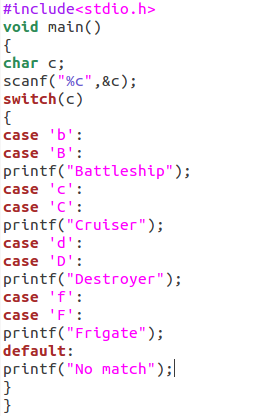 #include<stdio.h>
void main()
{
char c;
scanf("%c",&c);
switch(c)
{
case 'b':
case 'B':
printf("Battleship");
case 'c':
case 'C':
printf("Cruiser");
case 'd':
case 'D':
printf("Destroyer");
case 'f':
case 'F':
printf("Frigate");
default:
printf("No match");
}
}